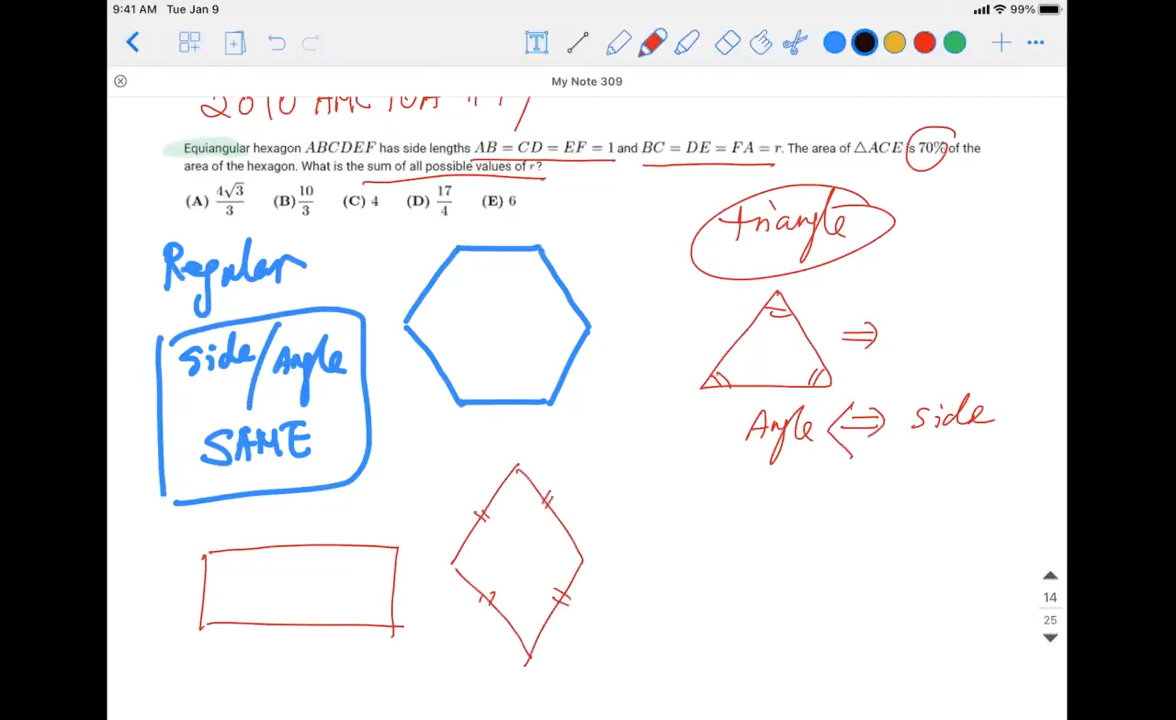 9:41 AM Tue Jan 9
99%
T
My Note 309
2010 AMC 10A
Equiangular hexagon ABCDEF has side lengths AB = CD = EF = 1 and BC = DE = FA = r. The area of △ACE is 70% of the
area of the hexagon. What is the sum of all possible values of r?
(A) 4√3/3 (B) 10/3 (C) 4 (D) 17/4 (E) 6
triangle
Regular
Side/Angle
SAME
⇒
Angle ⇔ side
14
25